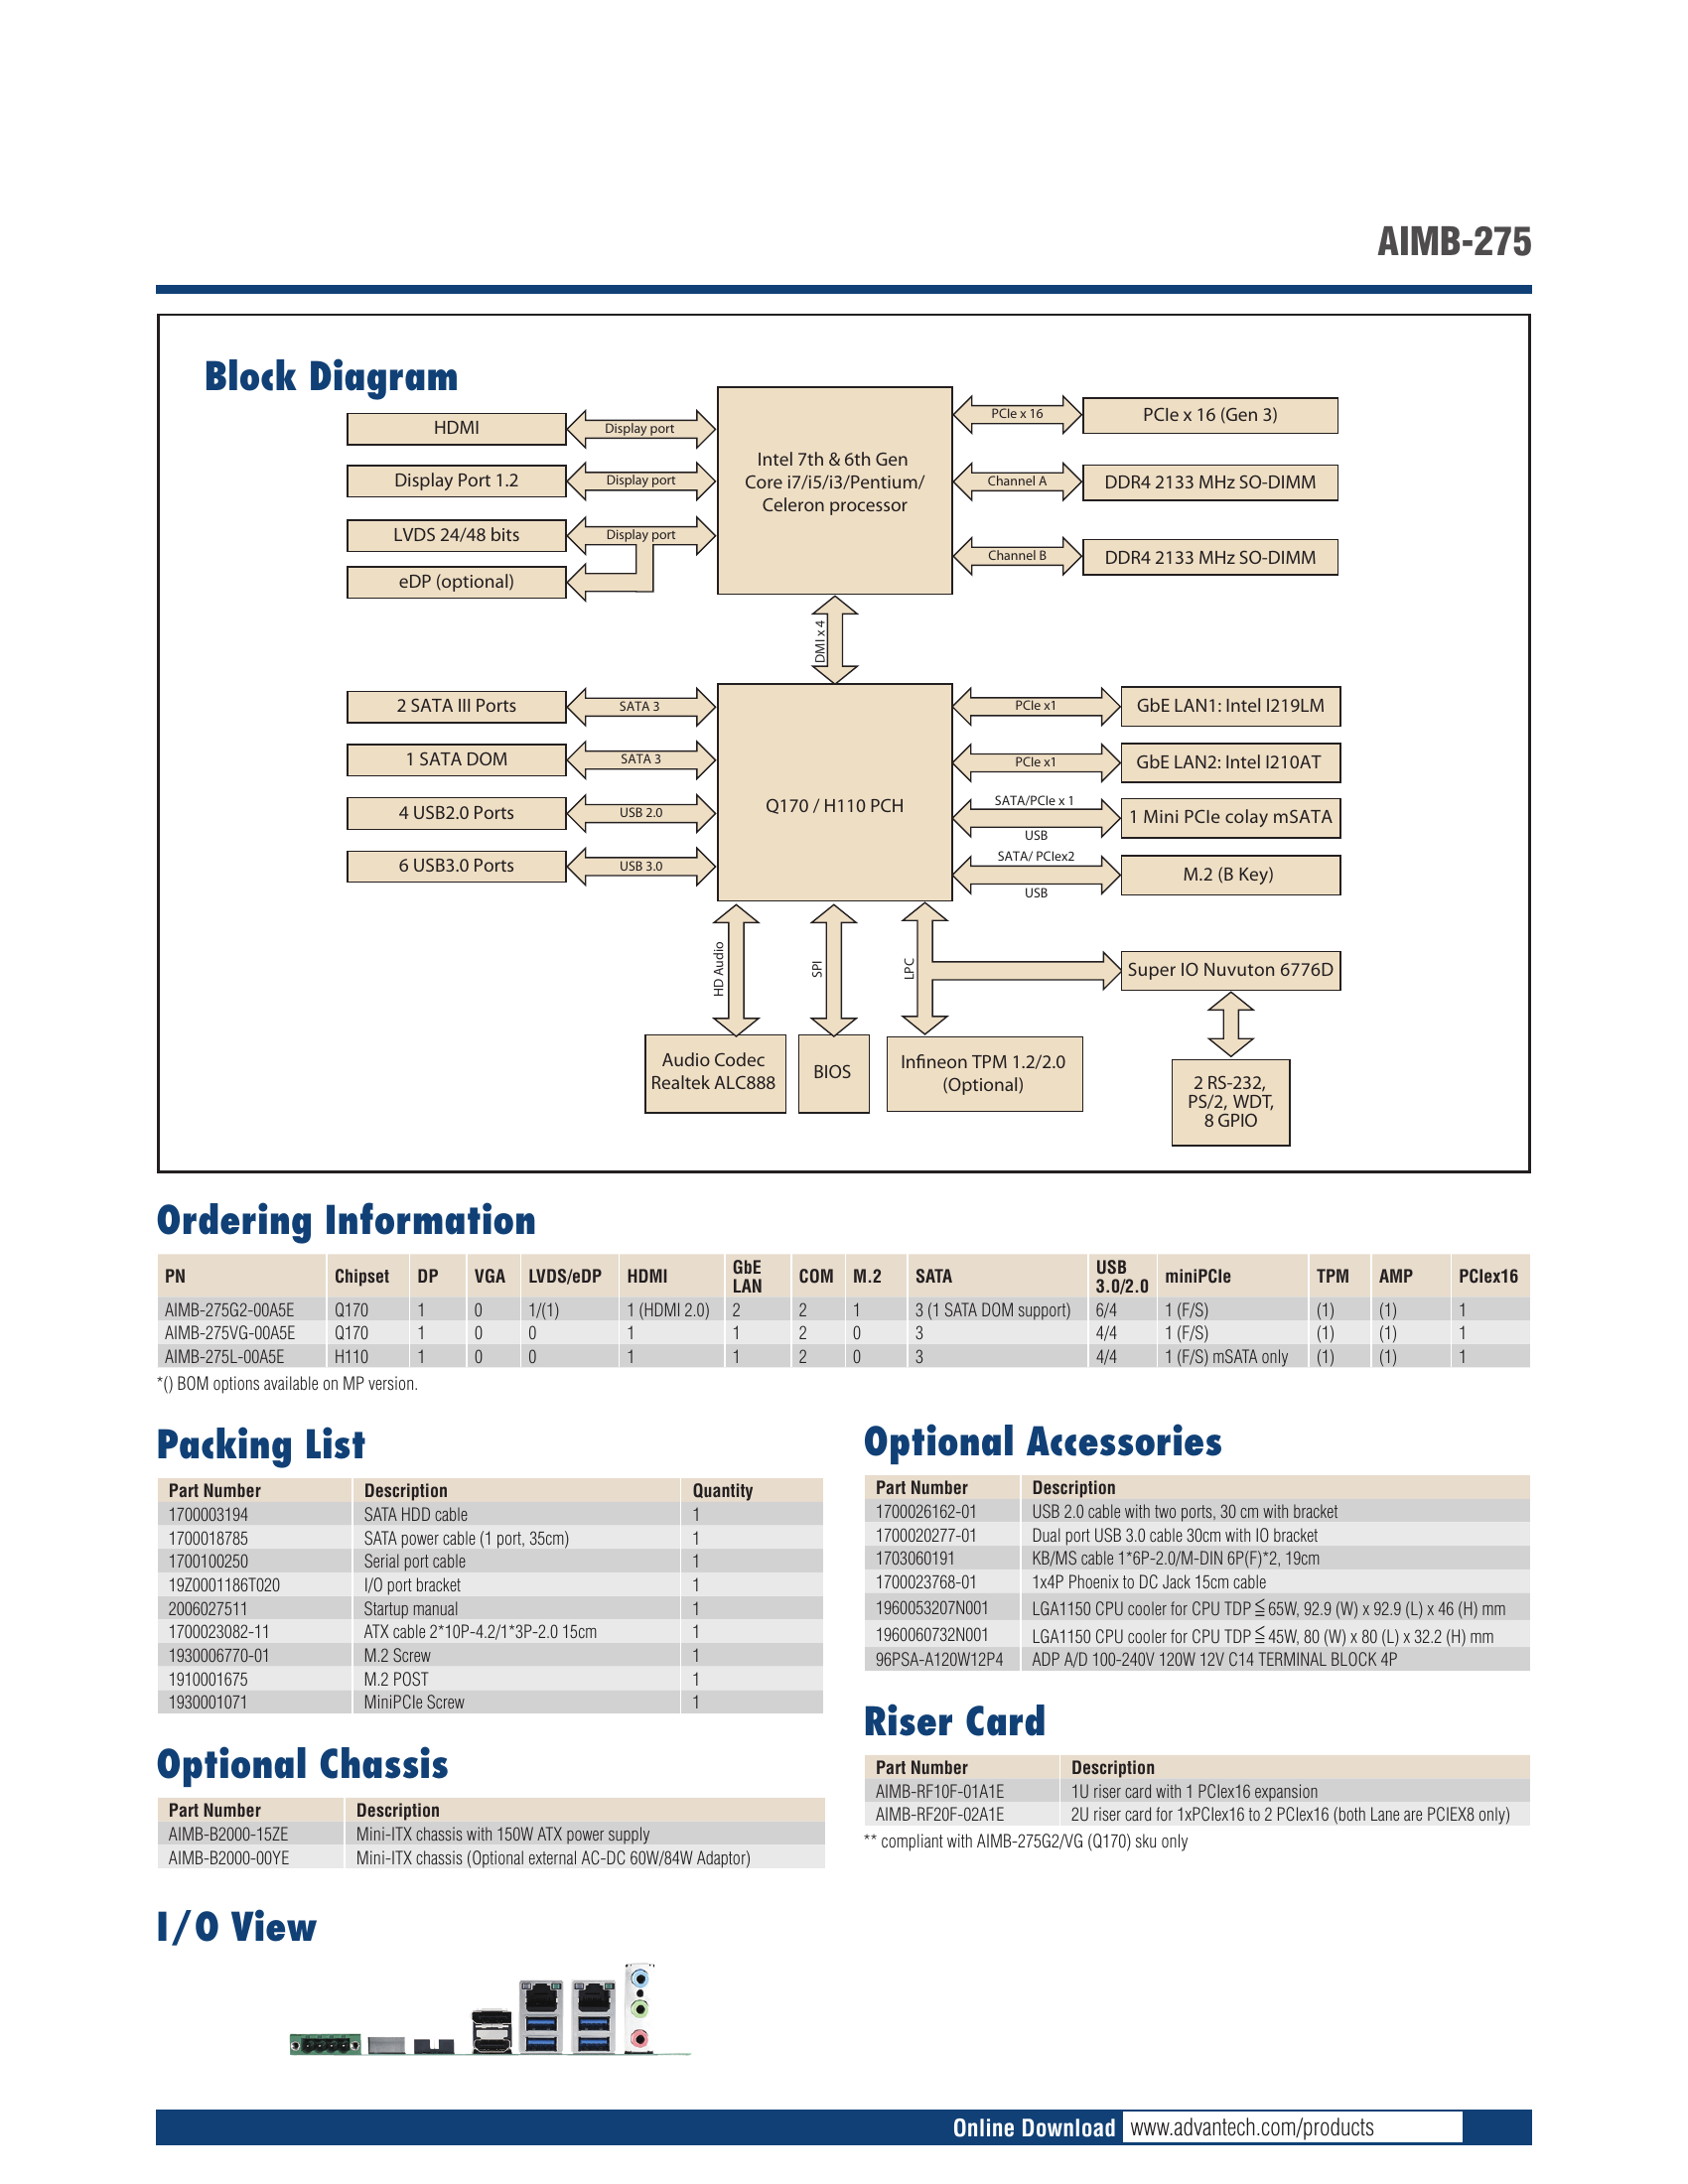 AIMB-275
Block Diagram
HDMI
Display port
Display Port 1.2
Display port
LVDS 24/48 bits
Display port
eDP (optional)
Intel 7th & 6th Gen
Core i7/i5/i3/Pentium/
Celeron processor
PCIe x 16
PCIe x 16 (Gen 3)
Channel A
DDR4 2133 MHz SO-DIMM
Channel B
DDR4 2133 MHz SO-DIMM
DMI x 4
2 SATA III Ports
SATA 3
1 SATA DOM
SATA 3
4 USB2.0 Ports
USB 2.0
6 USB3.0 Ports
USB 3.0
Q170 / H110 PCH
PCIe x1
GbE LAN1: Intel I219LM
PCIe x1
GbE LAN2: Intel I210AT
SATA/PCIe x 1
USB
1 Mini PCIe colay mSATA
SATA/ PCIex2
USB
M.2 (B Key)
HD Audio
SPI
LPC
Super IO Nuvuton 6776D
Audio Codec
Realtek ALC888
BIOS
Infineon TPM 1.2/2.0
(Optional)
2 RS-232,
PS/2, WDT,
8 GPIO
Ordering Information
PN Chipset DP VGA LVDS/eDP HDMI GbE LAN COM M.2 SATA USB 3.0/2.0 miniPCIe TPM AMP PCIex16
AIMB-275G2-00A5E Q170 1 0 1/(1) 1 (HDMI 2.0) 2 2 1 3 (1 SATA DOM support) 6/4 1 (F/S) (1) (1) 1
AIMB-275VG-00A5E Q170 1 0 0 1 1 2 0 3 4/4 1 (F/S) (1) (1) 1
AIMB-275L-00A5E H110 1 0 0 1 1 2 0 3 4/4 1 (F/S) mSATA only (1) (1) 1
*() BOM options available on MP version.
Packing List
Part Number Description Quantity
1700003194 SATA HDD cable 1
1700018785 SATA power cable (1 port, 35cm) 1
1700100250 Serial port cable 1
19Z0001186T020 I/O port bracket 1
2006027511 Startup manual 1
1700023082-11 ATX cable 2*10P-4.2/1*3P-2.0 15cm 1
1930006770-01 M.2 Screw 1
1910001675 M.2 POST 1
1930001071 MiniPCIe Screw 1
Optional Chassis
Part Number Description
AIMB-B2000-15ZE Mini-ITX chassis with 150W ATX power supply
AIMB-B2000-00YE Mini-ITX chassis (Optional external AC-DC 60W/84W Adaptor)
I/O View
Optional Accessories
Part Number Description
1700026162-01 USB 2.0 cable with two ports, 30 cm with bracket
1700020277-01 Dual port USB 3.0 cable 30cm with IO bracket
1703060191 KB/MS cable 1*6P-2.0/M-DIN 6P(F)*2, 19cm
1700023768-01 1x4P Phoenix to DC Jack 15cm cable
1960053207N001 LGA1150 CPU cooler for CPU TDP ≦ 65W, 92.9 (W) x 92.9 (L) x 46 (H) mm
1960060732N001 LGA1150 CPU cooler for CPU TDP ≦ 45W, 80 (W) x 80 (L) x 32.2 (H) mm
96PSA-A120W12P4 ADP A/D 100-240V 120W 12V C14 TERMINAL BLOCK 4P
Riser Card
Part Number Description
AIMB-RF10F-01A1E 1U riser card with 1 PCIex16 expansion
AIMB-RF20F-02A1E 2U riser card for 1xPCIex16 to 2 PCIex16 (both Lane are PCIEX8 only)
** compliant with AIMB-275G2/VG (Q170) sku only
Online Download www.advantech.com/products